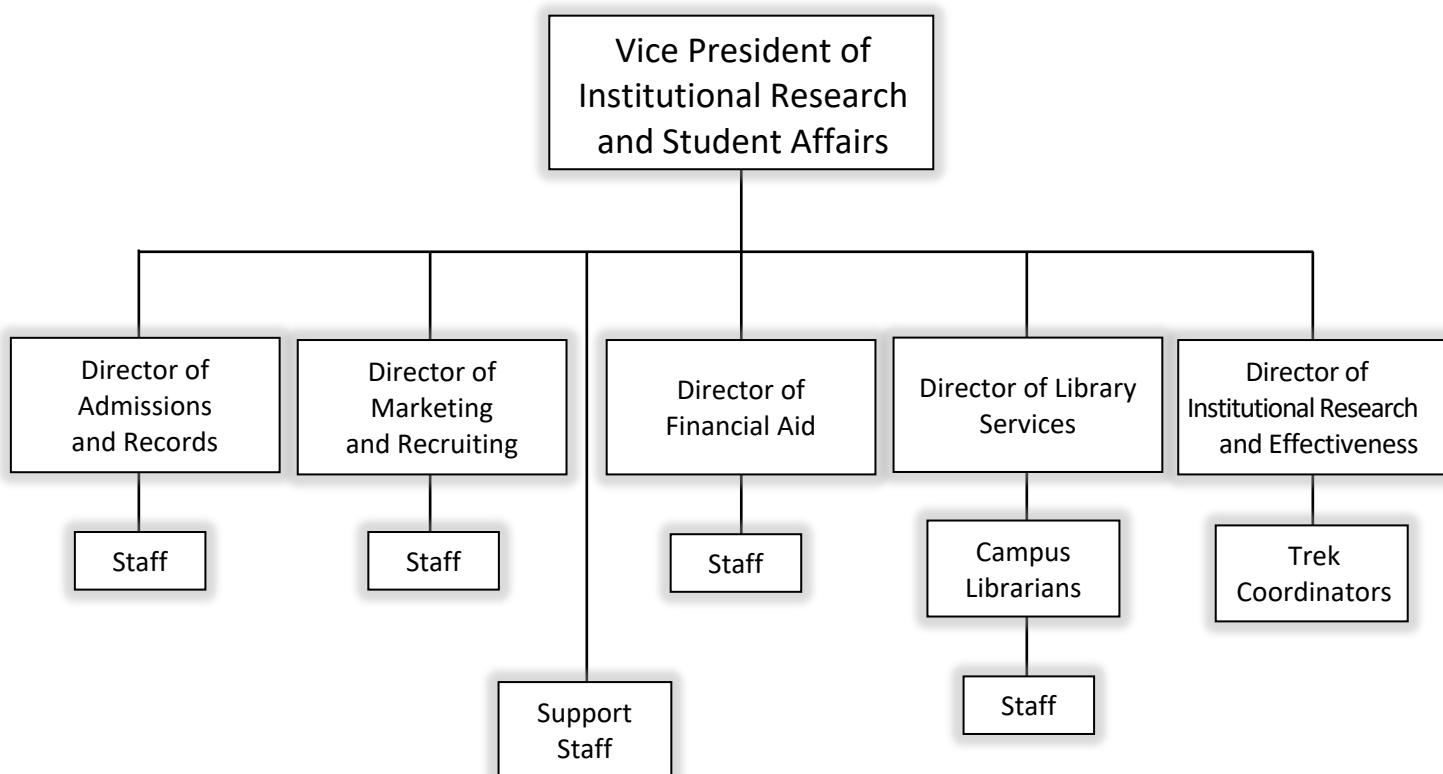 Vice President of
Institutional Research
and Student Affairs
Director of
Admissions
and Records
Director of
Marketing
and Recruiting
Director of
Financial Aid
Director of Library
Services
Director of
Institutional Research
and Effectiveness
Staff
Staff
Staff
Campus
Librarians
Trek
Coordinators
Support
Staff
Staff